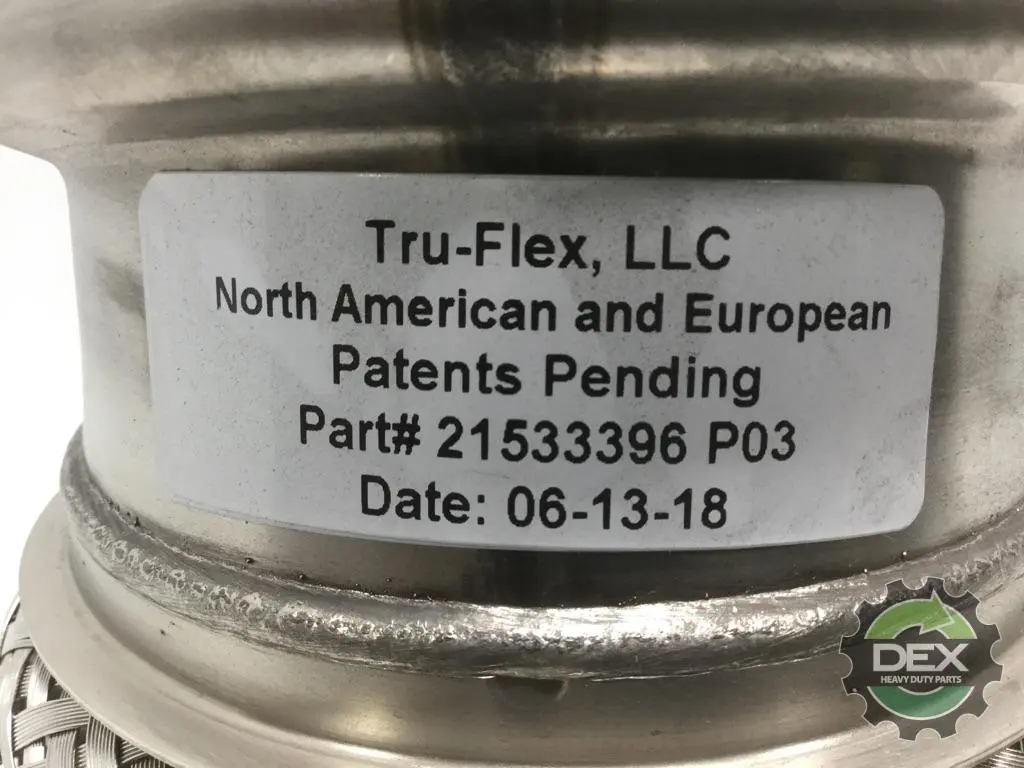 Tru-Flex, LLC
North American and European
Patents Pending
Part# 21533396 P03
Date: 06-13-18
DEX
HEAVY DUTY PARTS